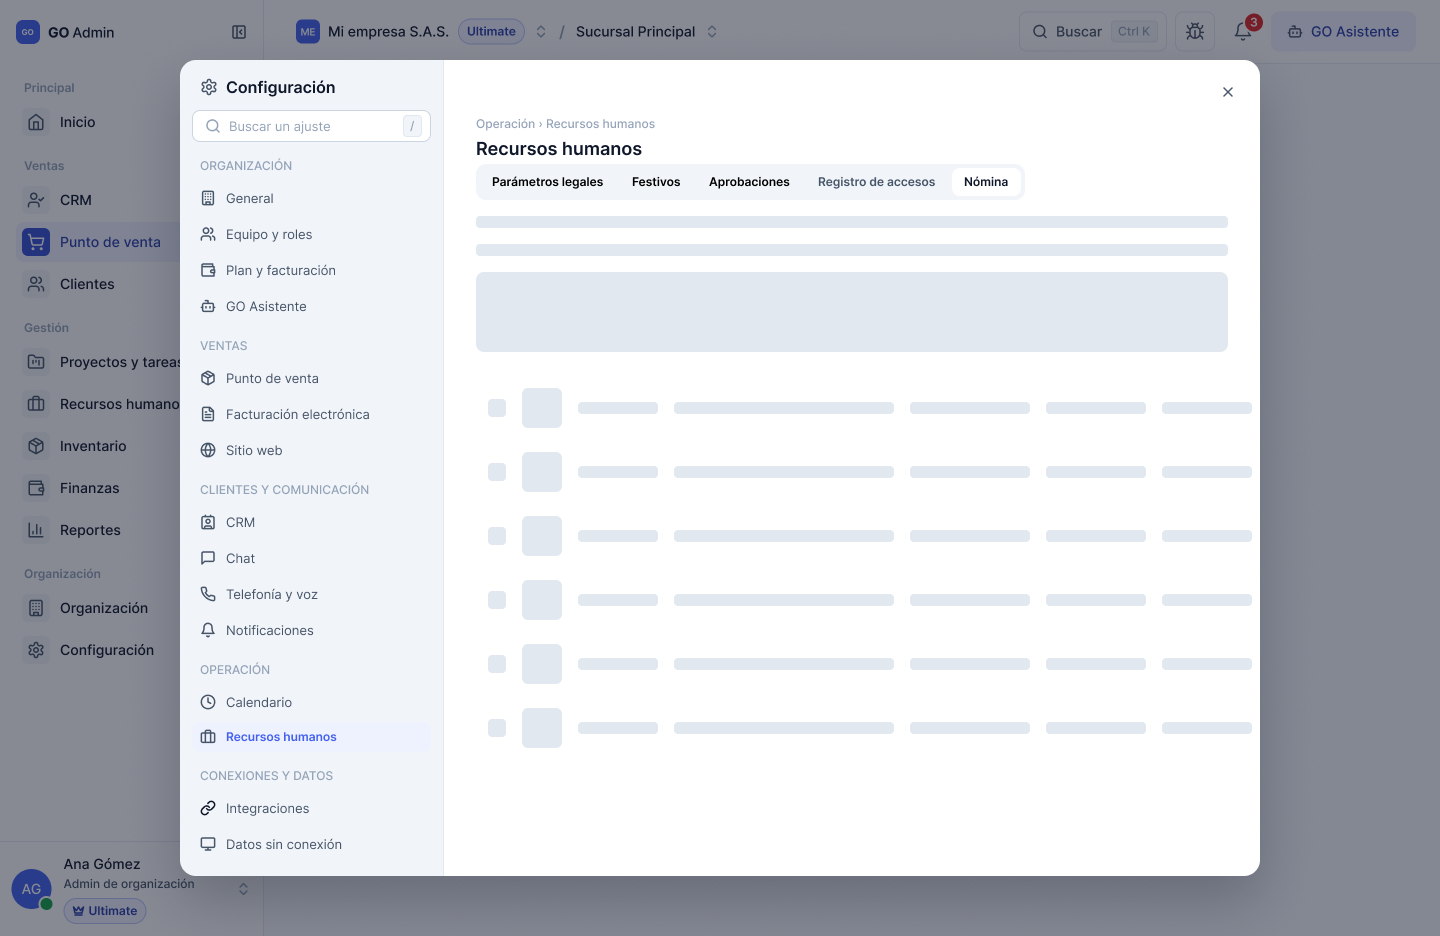 GO
GO Admin
ME
Mi empresa S.A.S.
Ultimate
/
Sucursal Principal
Buscar
Ctrl K
3
GO Asistente
Principal
Inicio
Ventas
CRM
Punto de venta
Clientes
Gestión
Proyectos y tareas
Recursos humano
Inventario
Finanzas
Reportes
Organización
Organización
Configuración
AG
Ana Gómez
Admin de organización
Ultimate
Configuración
Buscar un ajuste
/
ORGANIZACIÓN
General
Equipo y roles
Plan y facturación
GO Asistente
VENTAS
Punto de venta
Facturación electrónica
Sitio web
CLIENTES Y COMUNICACIÓN
CRM
Chat
Telefonía y voz
Notificaciones
OPERACIÓN
Calendario
Recursos humanos
CONEXIONES Y DATOS
Integraciones
Datos sin conexión
Operación › Recursos humanos
Recursos humanos
Parámetros legales
Festivos
Aprobaciones
Registro de accesos
Nómina